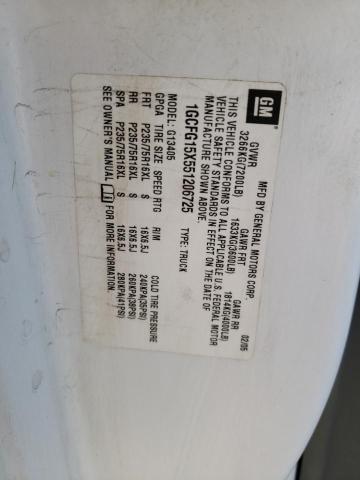 GM
MFD BY GENERAL MOTORS CORP.
02/05
GVWR GAWR FRT GAWR RR
3266KG(7200LB) 1633KG(3600LB) 1814KG(4000LB)
THIS VEHICLE CONFORMS TO ALL APPLICABLE U.S. FEDERAL MOTOR
VEHICLE SAFETY STANDARDS IN EFFECT ON THE DATE OF
MANUFACTURE SHOWN ABOVE.
1GCFG15X551206725 TYPE: TRUCK
MODEL: G13405
GPGA TIRE SIZE SPEED RTG RIM COLD TIRE PRESSURE
FRT P235/75R16XL S 16X6.5J 240KPA(35PSI)
RR P235/75R16XL S 16X6.5J 260KPA(38PSI)
SPA P235/75R16XL S 16X6.5J 280KPA(41PSI)
SEE OWNER'S MANUAL FOR MORE INFORMATION.